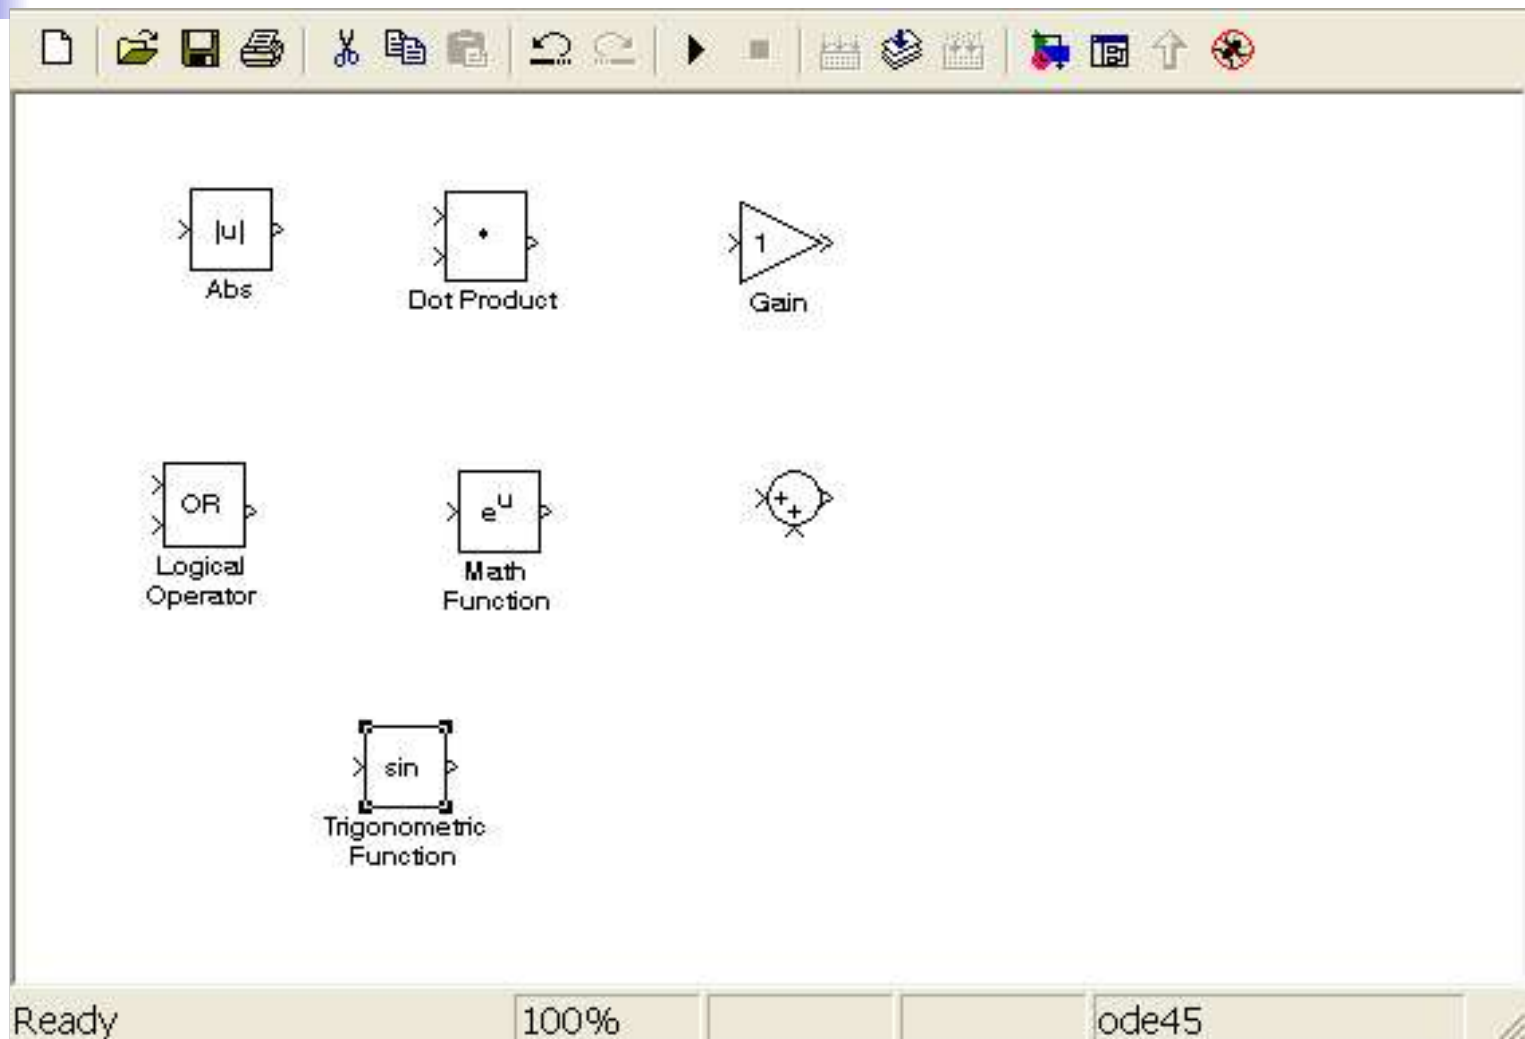 |u|
Abs
•
Dot Product
1
Gain
OR
Logical
Operator
e^u
Math
Function
+
+
sin
Trigonometric
Function
Ready
100%
ode45